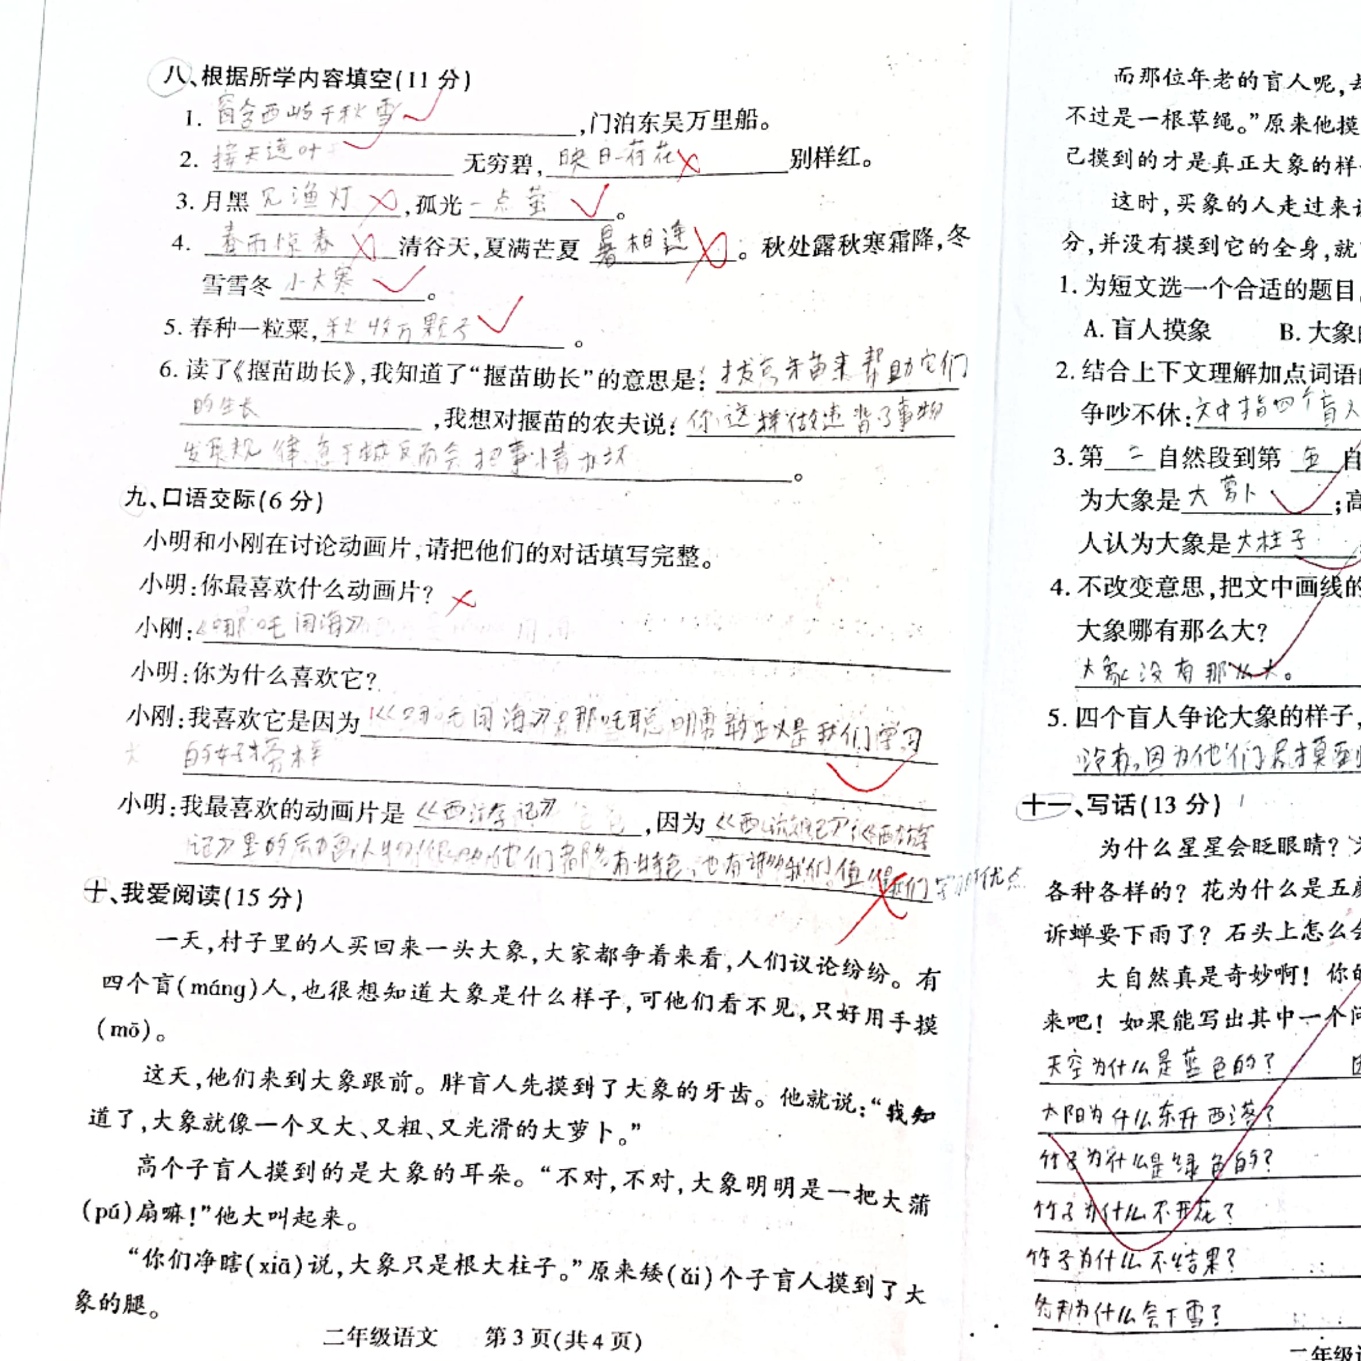 八、根据所学内容填空(11 分)
1. 窗含西岭千秋雪,门泊东吴万里船。
2. 接天莲叶 无穷碧,映日荷花别样红。
3. 月黑见渔灯,孤光一点萤。
4. 春雨惊春清谷天,夏满芒夏暑相连。秋处露秋寒霜降,冬
雪雪冬小大寒。
5. 春种一粒粟,秋收万颗子。
6. 读了《揠苗助长》,我知道了“揠苗助长”的意思是:拔高禾苗来帮助它们
的生长,我想对揠苗的农夫说:你这样做违背了事物
发展规律,急于求成反而会把事情办坏。
九、口语交际(6 分)
小明和小刚在讨论动画片,请把他们的对话填写完整。
小明:你最喜欢什么动画片?
小刚:《哪吒闹海》
小明:你为什么喜欢它?
小刚:我喜欢它是因为《哪吒闹海》 哪吒聪明勇敢正义是我们学习
的好榜样
小明:我最喜欢的动画片是《西游记》,因为《西游记》
记》里的 他们都 有特色,也有 我们值得我们学习的优点
十、我爱阅读(15 分)
一天,村子里的人买回来一头大象,大家都争着来看,人们议论纷纷。有
四个盲(máng)人,也很想知道大象是什么样子,可他们看不见,只好用手摸
(mō)。
这天,他们来到大象跟前。胖盲人先摸到了大象的牙齿。他就说:“我知
道了,大象就像一个又大、又粗、又光滑的大萝卜。”
高个子盲人摸到的是大象的耳朵。“不对,不对,大象明明是一把大蒲
(pú)扇嘛!”他大叫起来。
“你们净瞎(xiā)说,大象只是根大柱子。”原来矮(ǎi)个子盲人摸到了大
象的腿。
二年级语文 第 3 页(共 4 页)
而那位年老的盲人呢,
不过是一根草绳。”原来他摸
己摸到的才是真正大象的样
这时,买象的人走过来
分,并没有摸到它的全身,就
1. 为短文选一个合适的题目
A. 盲人摸象 B. 大象
2. 结合上下文理解加点词语
争吵不休:文中指四个盲人
3. 第二自然段到第五自
为大象是大萝卜;高
人认为大象是大柱子
4. 不改变意思,把文中画线的
大象哪有那么大?
大象没有那么大。
5. 四个盲人争论大象的样子,
没有,因为他们只摸到
十一、写话(13 分)
为什么星星会眨眼睛?
各种各样的?花为什么是五颜
诉蝉要下雨了?石头上怎么会
大自然真是奇妙啊!你的
来吧!如果能写出其中一个问
天空为什么是蓝色的?
太阳为什么东升西落?
竹子为什么是绿色的?
竹子为什么不开花?
竹子为什么不结果?
为什么会下雪?
二年级